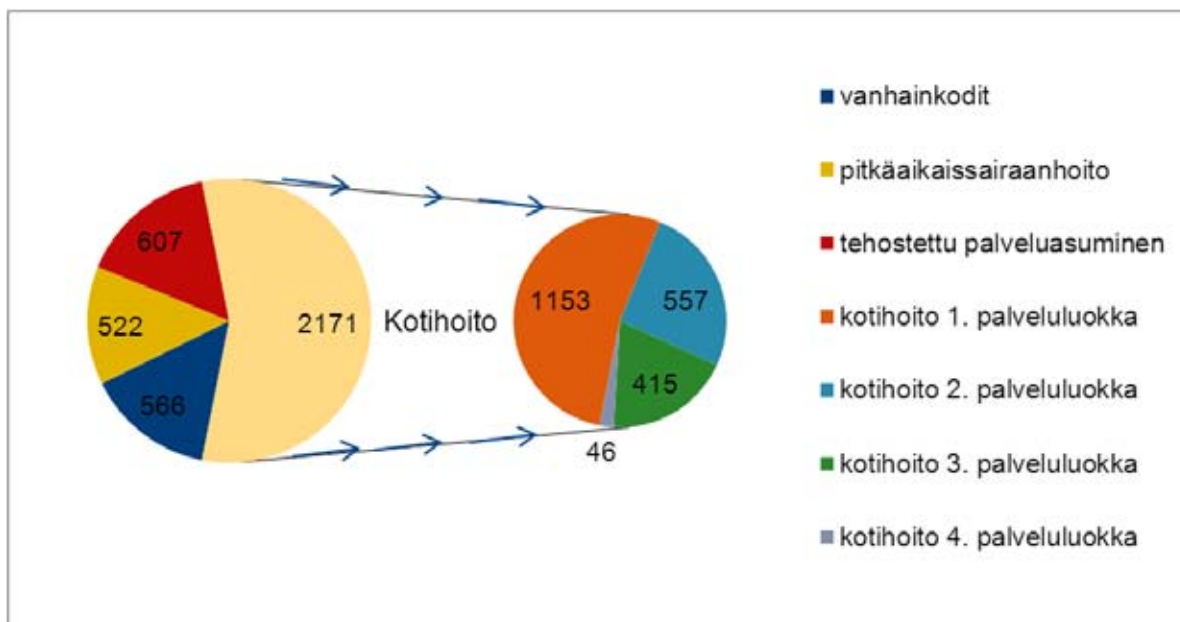 607
522
566
2171
Kotihoito
1153
557
415
46
vanhainkodit
pitkäaikaissairaanhoito
tehostettu palveluasuminen
kotihoito 1. palveluluokka
kotihoito 2. palveluluokka
kotihoito 3. palveluluokka
kotihoito 4. palveluluokka